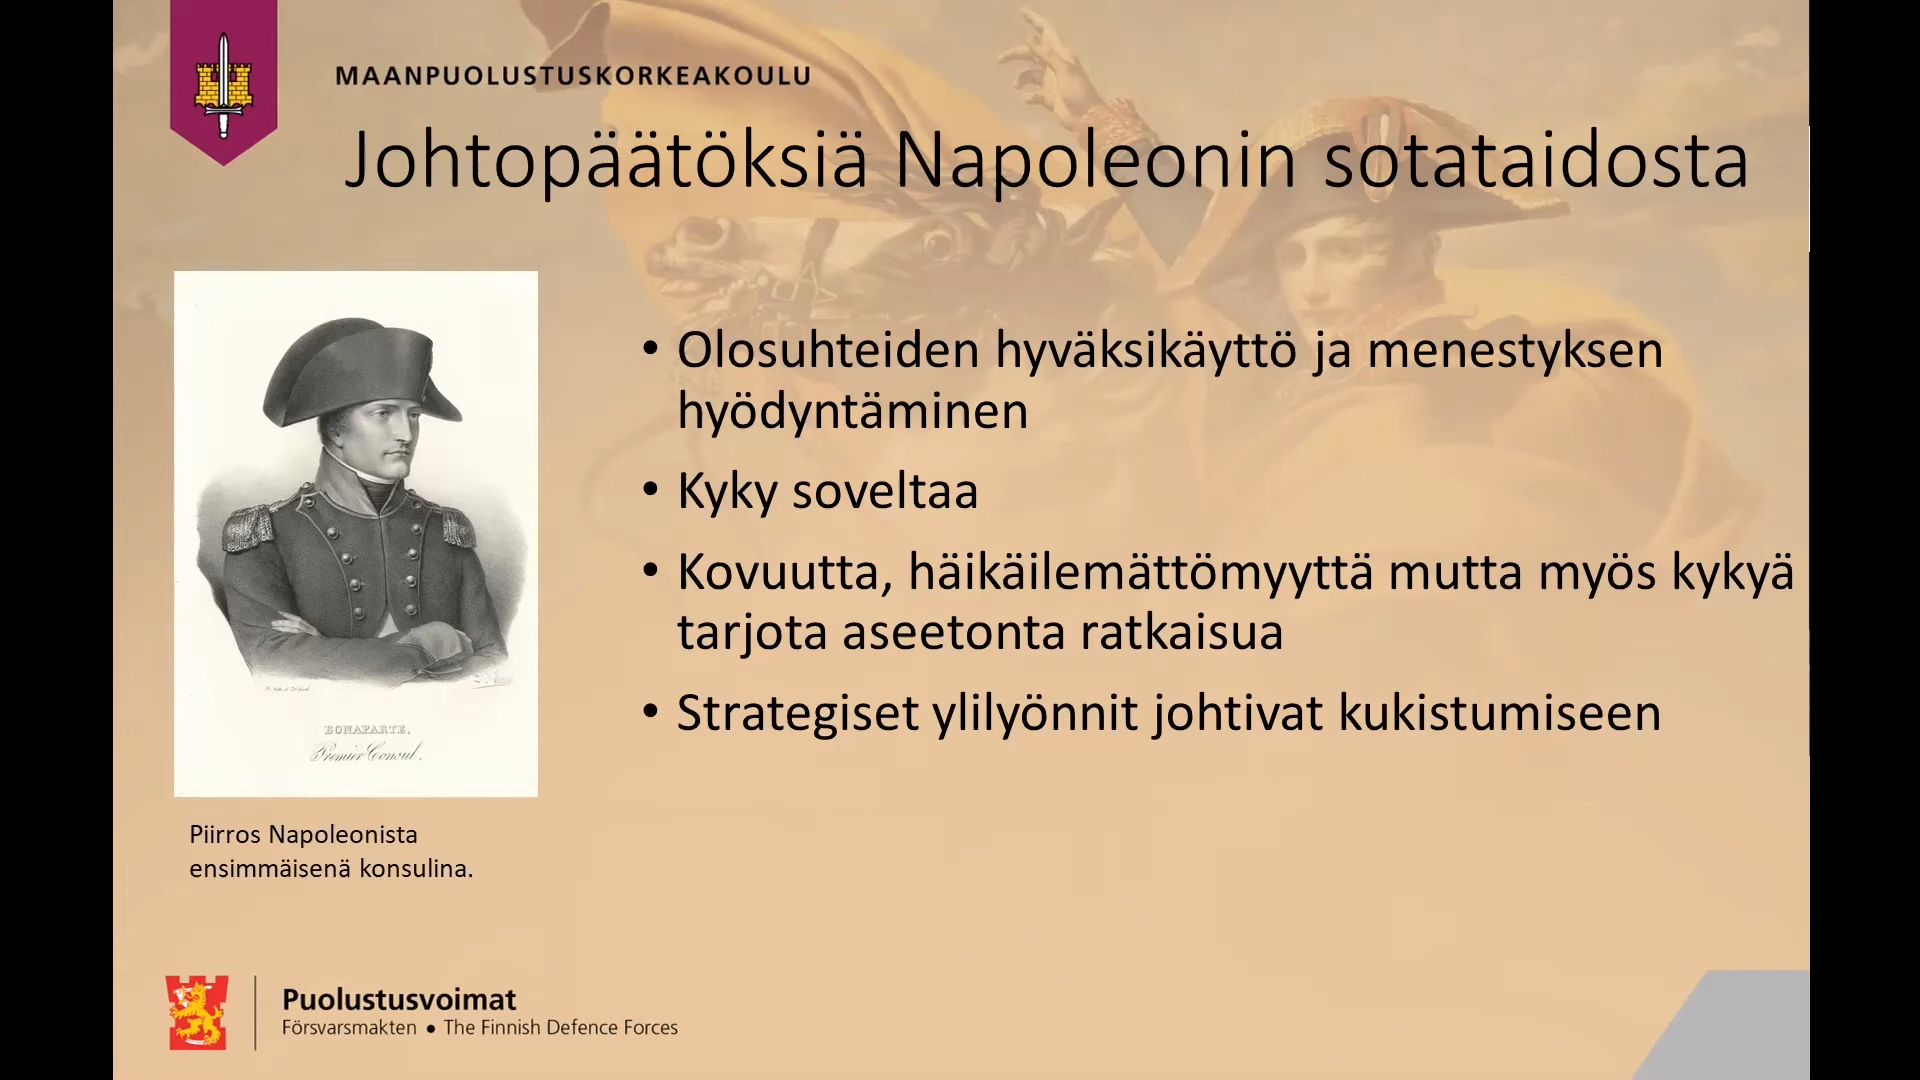 MAANPUOLUSTUSKORKEAKOULU
Johtopäätöksiä Napoleonin sotataidosta
• Olosuhteiden hyväksikäyttö ja menestyksen
hyödyntäminen
• Kyky soveltaa
• Kovuutta, häikäilemättömyyttä mutta myös kykyä
tarjota aseetonta ratkaisua
• Strategiset ylilyönnit johtivat kukistumiseen
BONAPARTE,
Premier Consul.
Piirros Napoleonista
ensimmäisenä konsulina.
Puolustusvoimat
Försvarsmakten • The Finnish Defence Forces